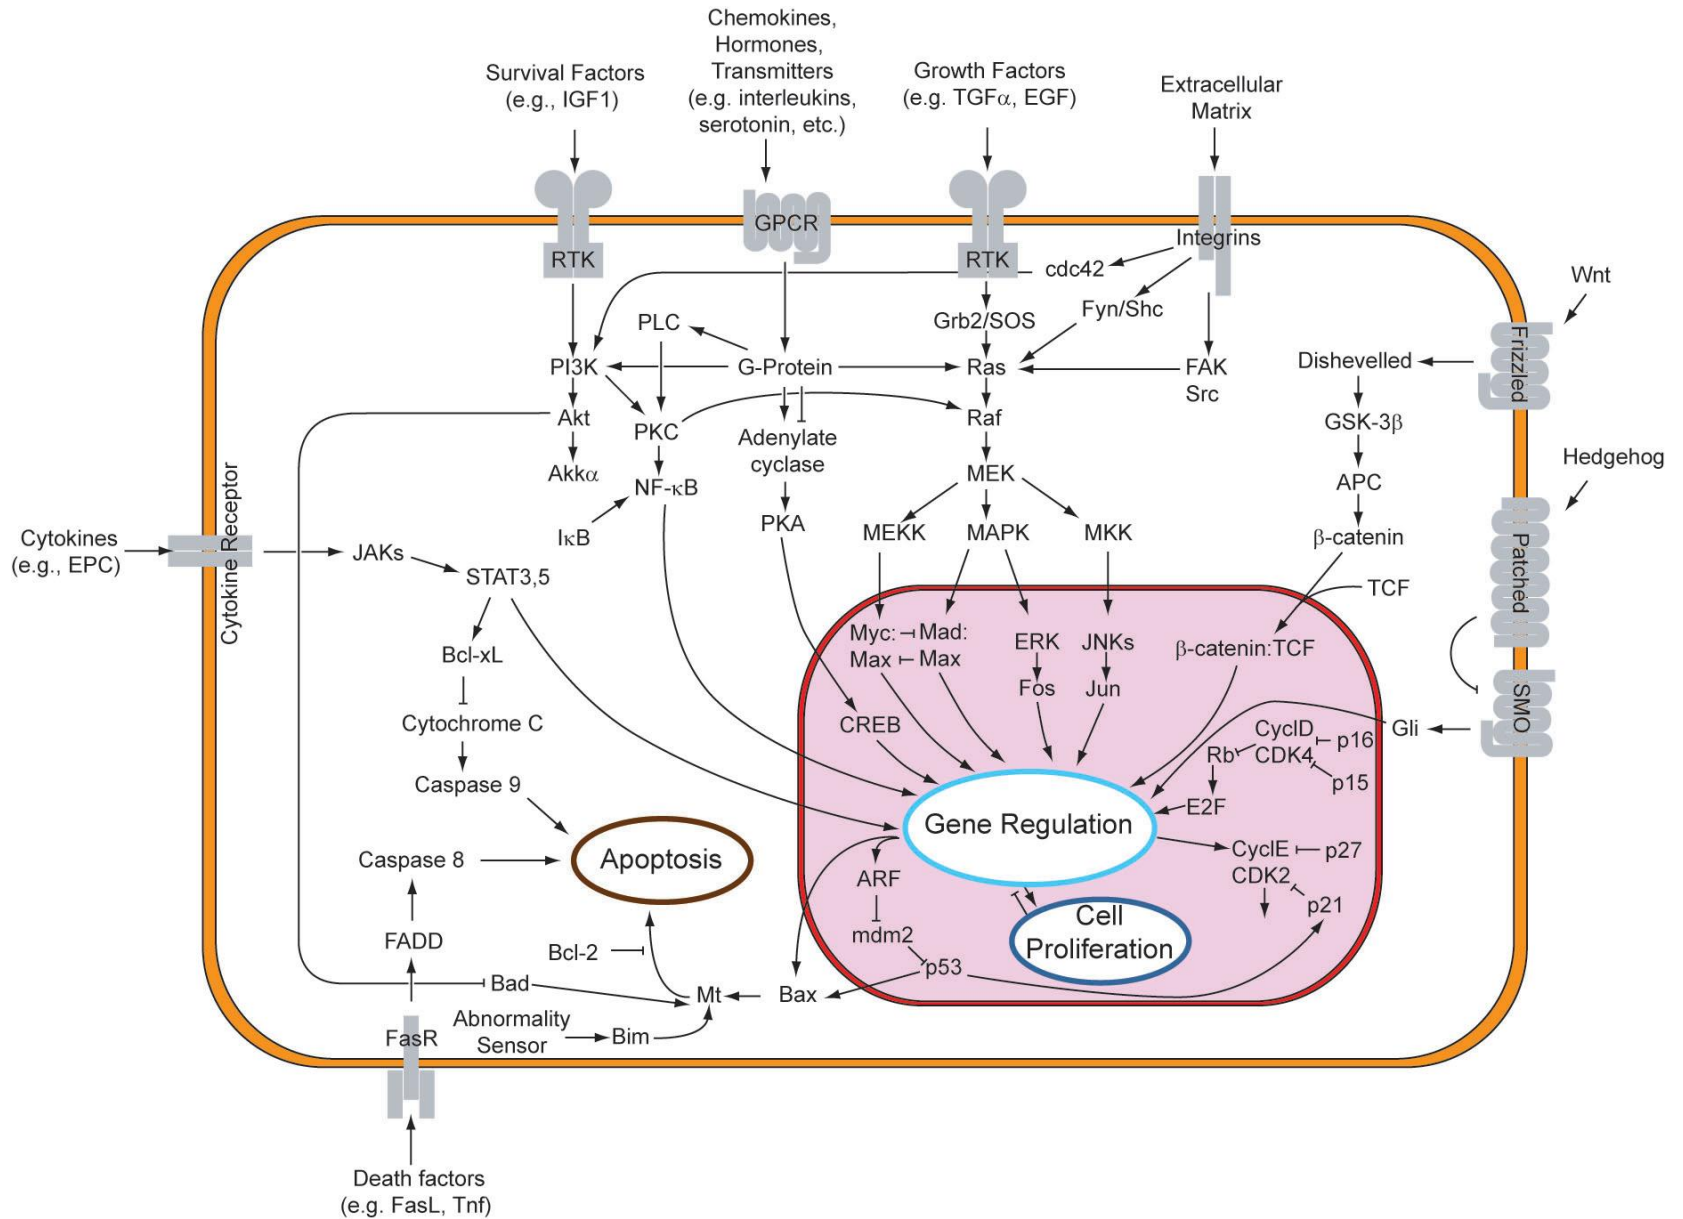 Chemokines,
Hormones,
Transmitters
(e.g. interleukins,
serotonin, etc.)
Survival Factors
(e.g., IGF1)
Growth Factors
(e.g. TGFα, EGF)
Extracellular
Matrix
RTK
GPCR
RTK
Integrins
cdc42
Wnt
Fyn/Shc
Grb2/SOS
PLC
Frizzled
PI3K
G-Protein
Ras
FAK
Src
Dishevelled
Akt
PKC
Raf
GSK-3β
Adenylate
cyclase
Hedgehog
Akkα
NF-κB
MEK
APC
IκB
PKA
MEKK
MAPK
MKK
β-catenin
Patched
Cytokines
(e.g., EPC)
Cytokine Receptor
JAKs
STAT3,5
TCF
Bcl-xL
Myc:
Mad:
Max
Max
ERK
JNKs
β-catenin:TCF
Fos
Jun
SMO
Cytochrome C
CREB
CyclD
CDK4
p16
Gli
Rb
p15
Caspase 9
E2F
Gene Regulation
Caspase 8
Apoptosis
CyclE
CDK2
p27
ARF
p21
Cell
Proliferation
FADD
Bcl-2
mdm2
p53
Bad
Mt
Bax
Abnormality
Sensor
Bim
FasR
Death factors
(e.g. FasL, Tnf)